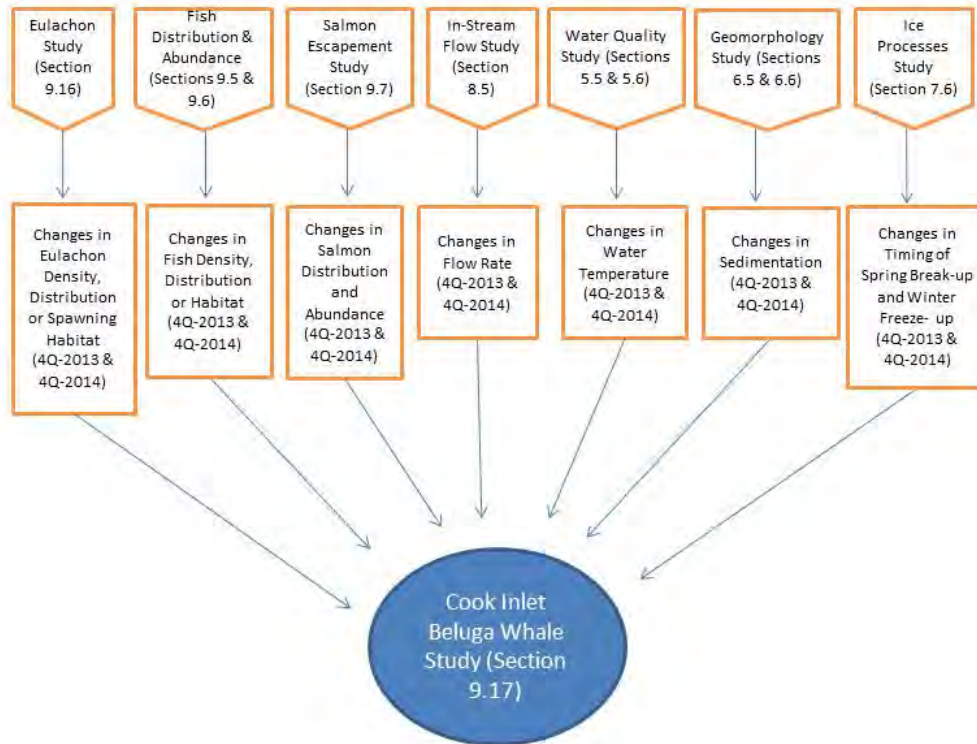 Eulachon
Study
(Section
9.16)
Fish
Distribution &
Abundance
(Sections 9.5 &
9.6)
Salmon
Escapement
Study
(Section 9.7)
In-Stream
Flow Study
(Section
8.5)
Water Quality
Study (Sections
5.5 & 5.6)
Geomorphology
Study (Sections
6.5 & 6.6)
Ice
Processes
Study
(Section 7.6)
Changes in
Eulachon
Density,
Distribution
or Spawning
Habitat
(4Q-2013 &
4Q-2014)
Changes in
Fish Density,
Distribution
or Habitat
(4Q-2013 &
4Q-2014)
Changes in
Salmon
Distribution
and
Abundance
(4Q-2013 &
4Q-2014)
Changes in
Flow Rate
(4Q-2013 &
4Q-2014)
Changes in
Water
Temperature
(4Q-2013 &
4Q-2014)
Changes in
Sedimentation
(4Q-2013 &
4Q-2014)
Changes in
Timing of
Spring Break-up
and Winter
Freeze- up
(4Q-2013 &
4Q-2014)
Cook Inlet
Beluga Whale
Study (Section
9.17)